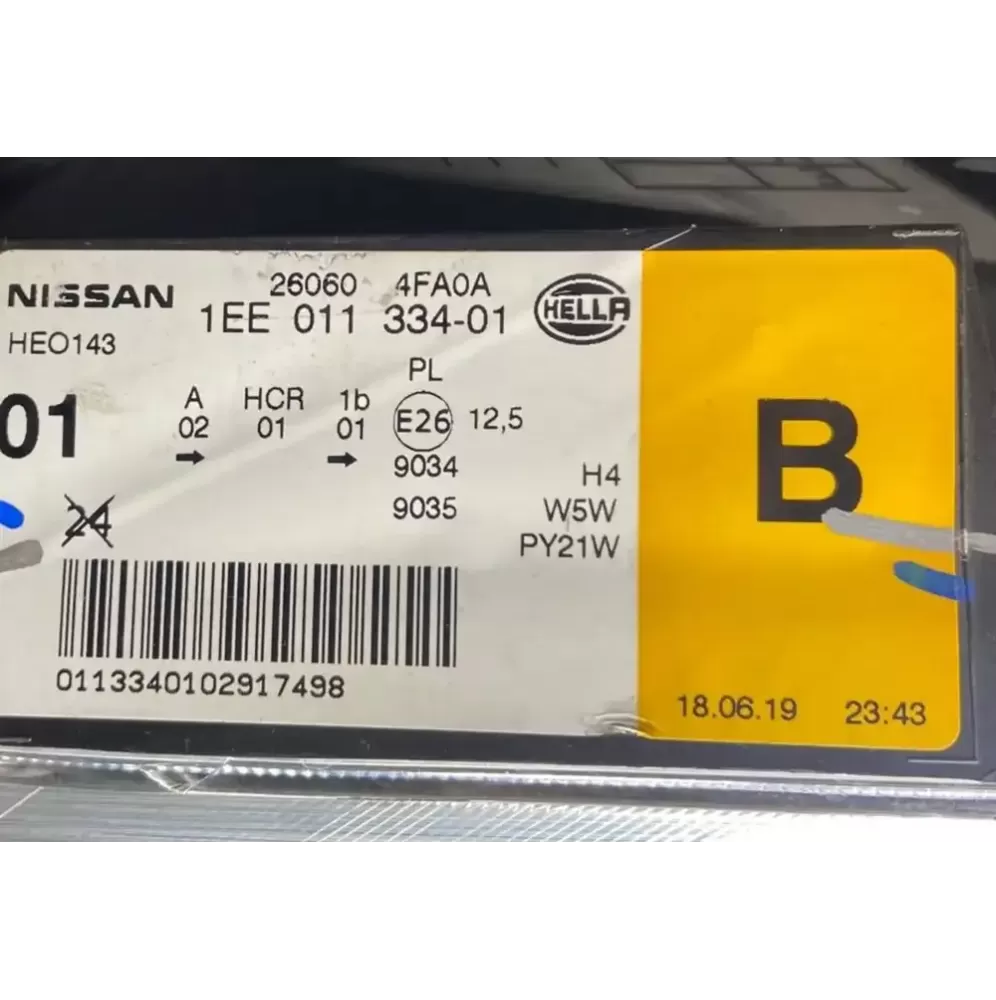 NISSAN 26060 4FA0A
1EE 011 334-01
HELLA
HEO143
PL
01
A HCR 1b
02 01 01 E26 12,5
→ → 9034
9035
24
H4
W5W
PY21W
B
0113340102917498
18.06.19 23:43